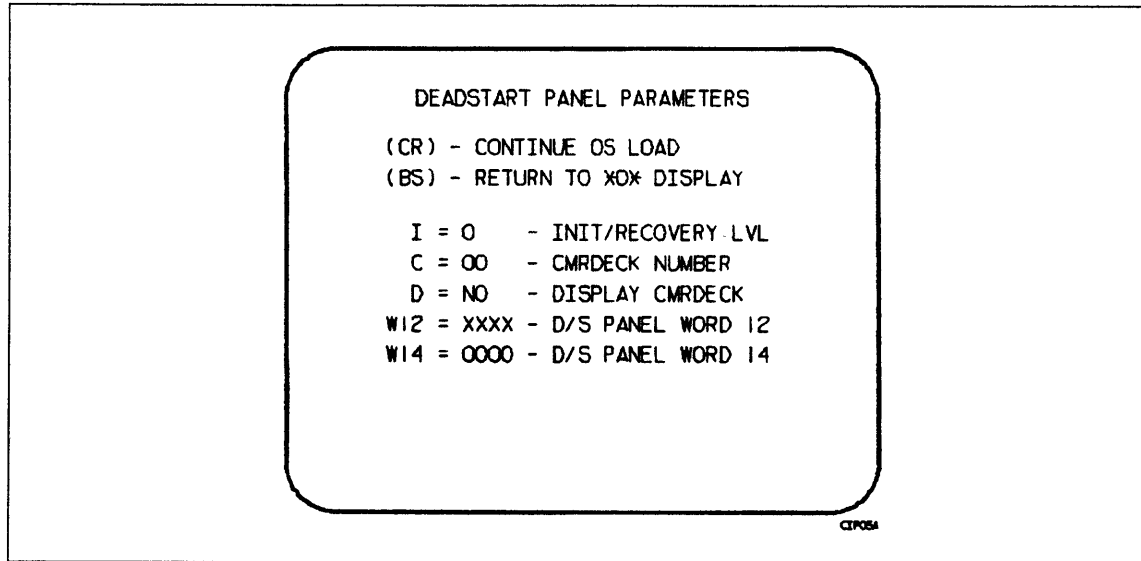 DEADSTART PANEL PARAMETERS
(CR) - CONTINUE OS LOAD
(BS) - RETURN TO *O* DISPLAY
I = 0 - INIT/RECOVERY LVL
C = 00 - CMRDECK NUMBER
D = NO - DISPLAY CMRDECK
W12 = XXXX - D/S PANEL WORD 12
W14 = 0000 - D/S PANEL WORD 14
CIP05A